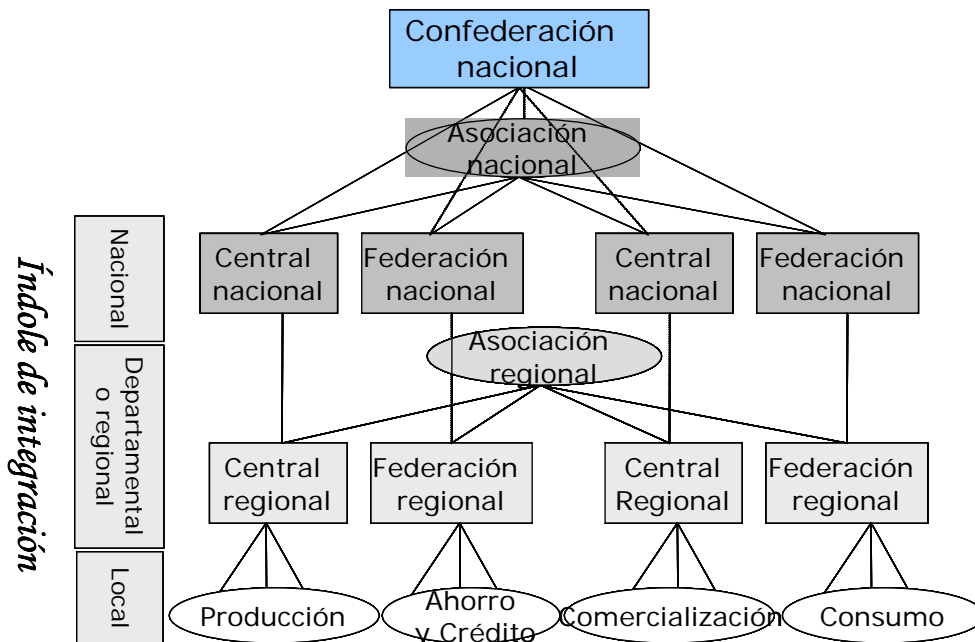 Confederación
nacional
Asociación
nacional
Índole de integración
Nacional
Central
nacional
Federación
nacional
Central
nacional
Federación
nacional
Asociación
regional
Departamental
o regional
Central
regional
Federación
regional
Central
Regional
Federación
regional
Local
Producción
Ahorro
y Crédito
Comercialización
Consumo